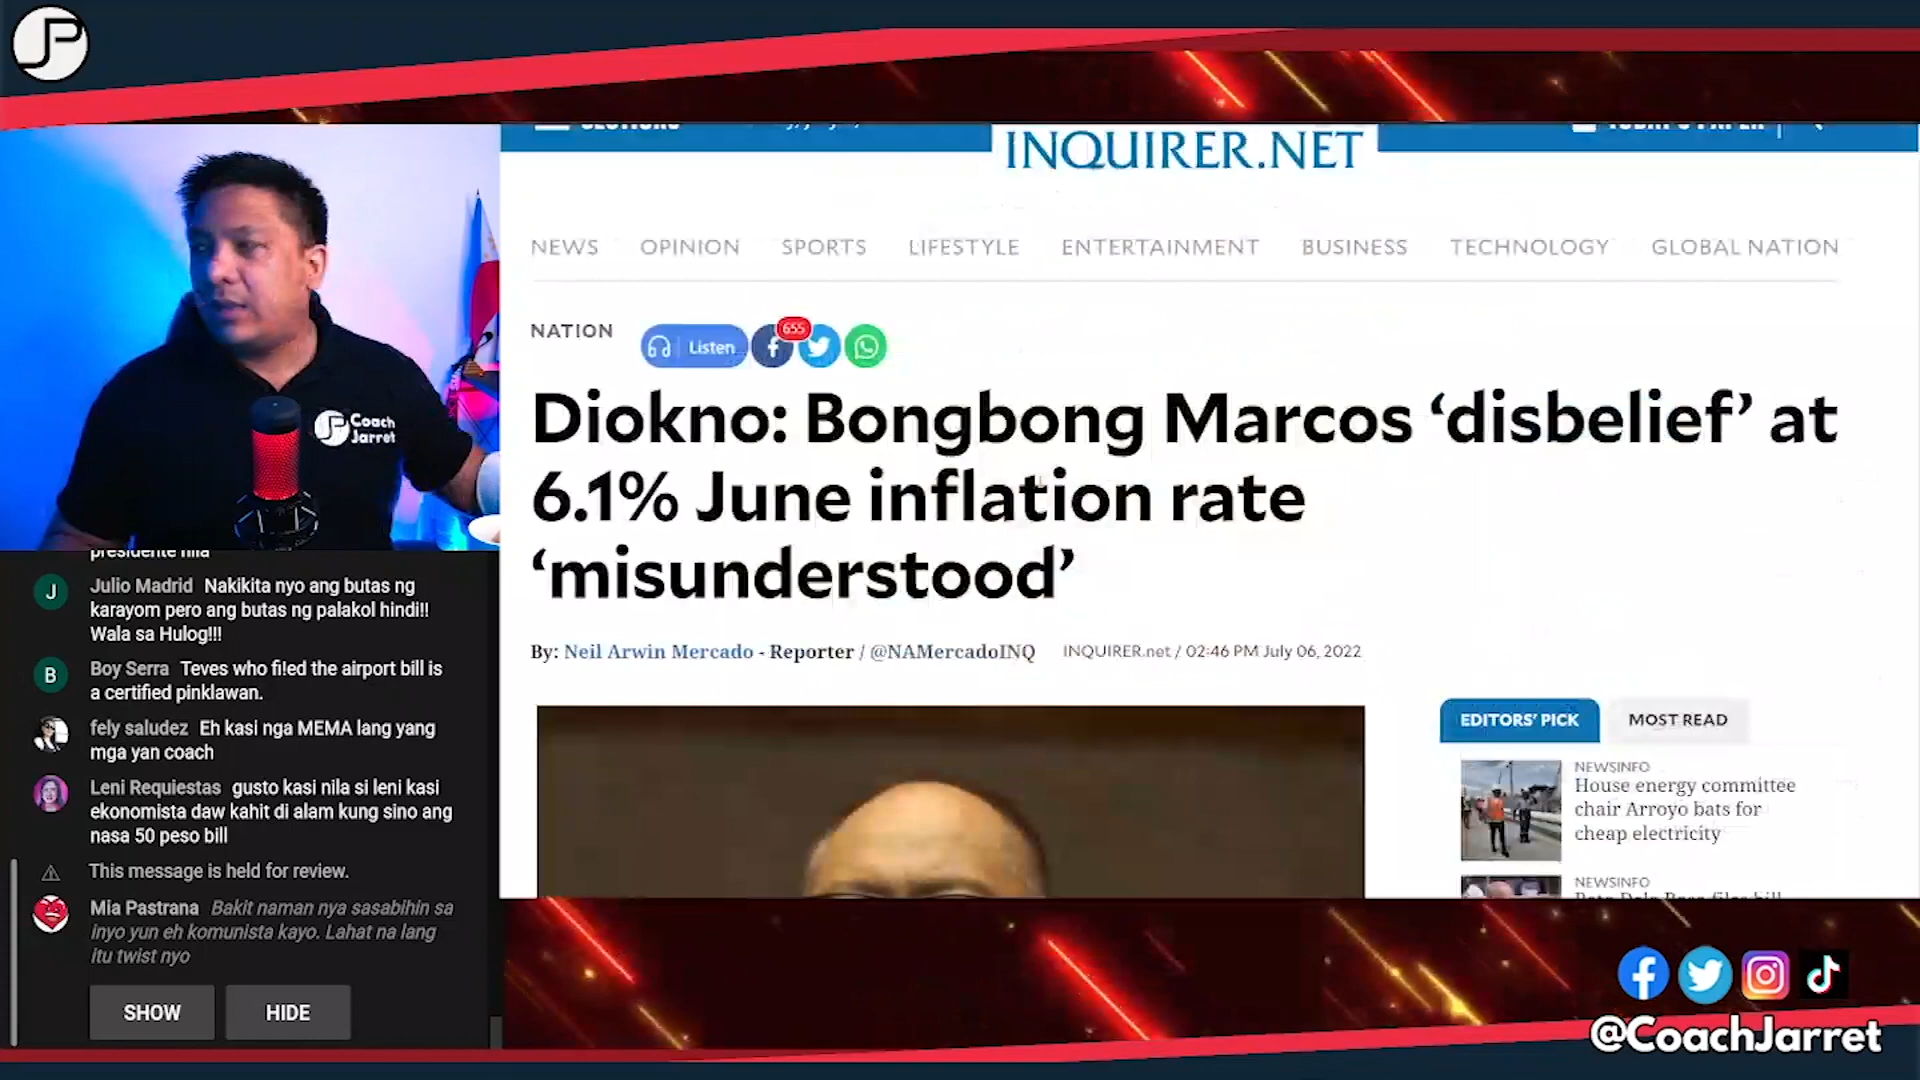 JP
INQUIRER.NET
NEWS OPINION SPORTS LIFESTYLE ENTERTAINMENT BUSINESS TECHNOLOGY GLOBAL NATION
NATION
Listen
655
Diokno: Bongbong Marcos ‘disbelief’ at
6.1% June inflation rate
‘misunderstood’
By: Neil Arwin Mercado - Reporter / @NAMercadoINQ INQUIRER.net / 02:46 PM July 06, 2022
EDITORS' PICK MOST READ
NEWSINFO
House energy committee
chair Arroyo bats for
cheap electricity
NEWSINFO
Coach
Jarret
presidente nila
J
Julio Madrid Nakikita nyo ang butas ng
karayom pero ang butas ng palakol hindi!!
Wala sa Hulog!!!
B
Boy Serra Teves who filed the airport bill is
a certified pinklawan.
fely saludez Eh kasi nga MEMA lang yang
mga yan coach
Leni Requiestas gusto kasi nila si leni kasi
ekonomista daw kahit di alam kung sino ang
nasa 50 peso bill
This message is held for review.
Mia Pastrana Bakit naman nya sasabihin sa
inyo yun eh komunista kayo. Lahat na lang
itu twist nyo
SHOW HIDE
@CoachJarret